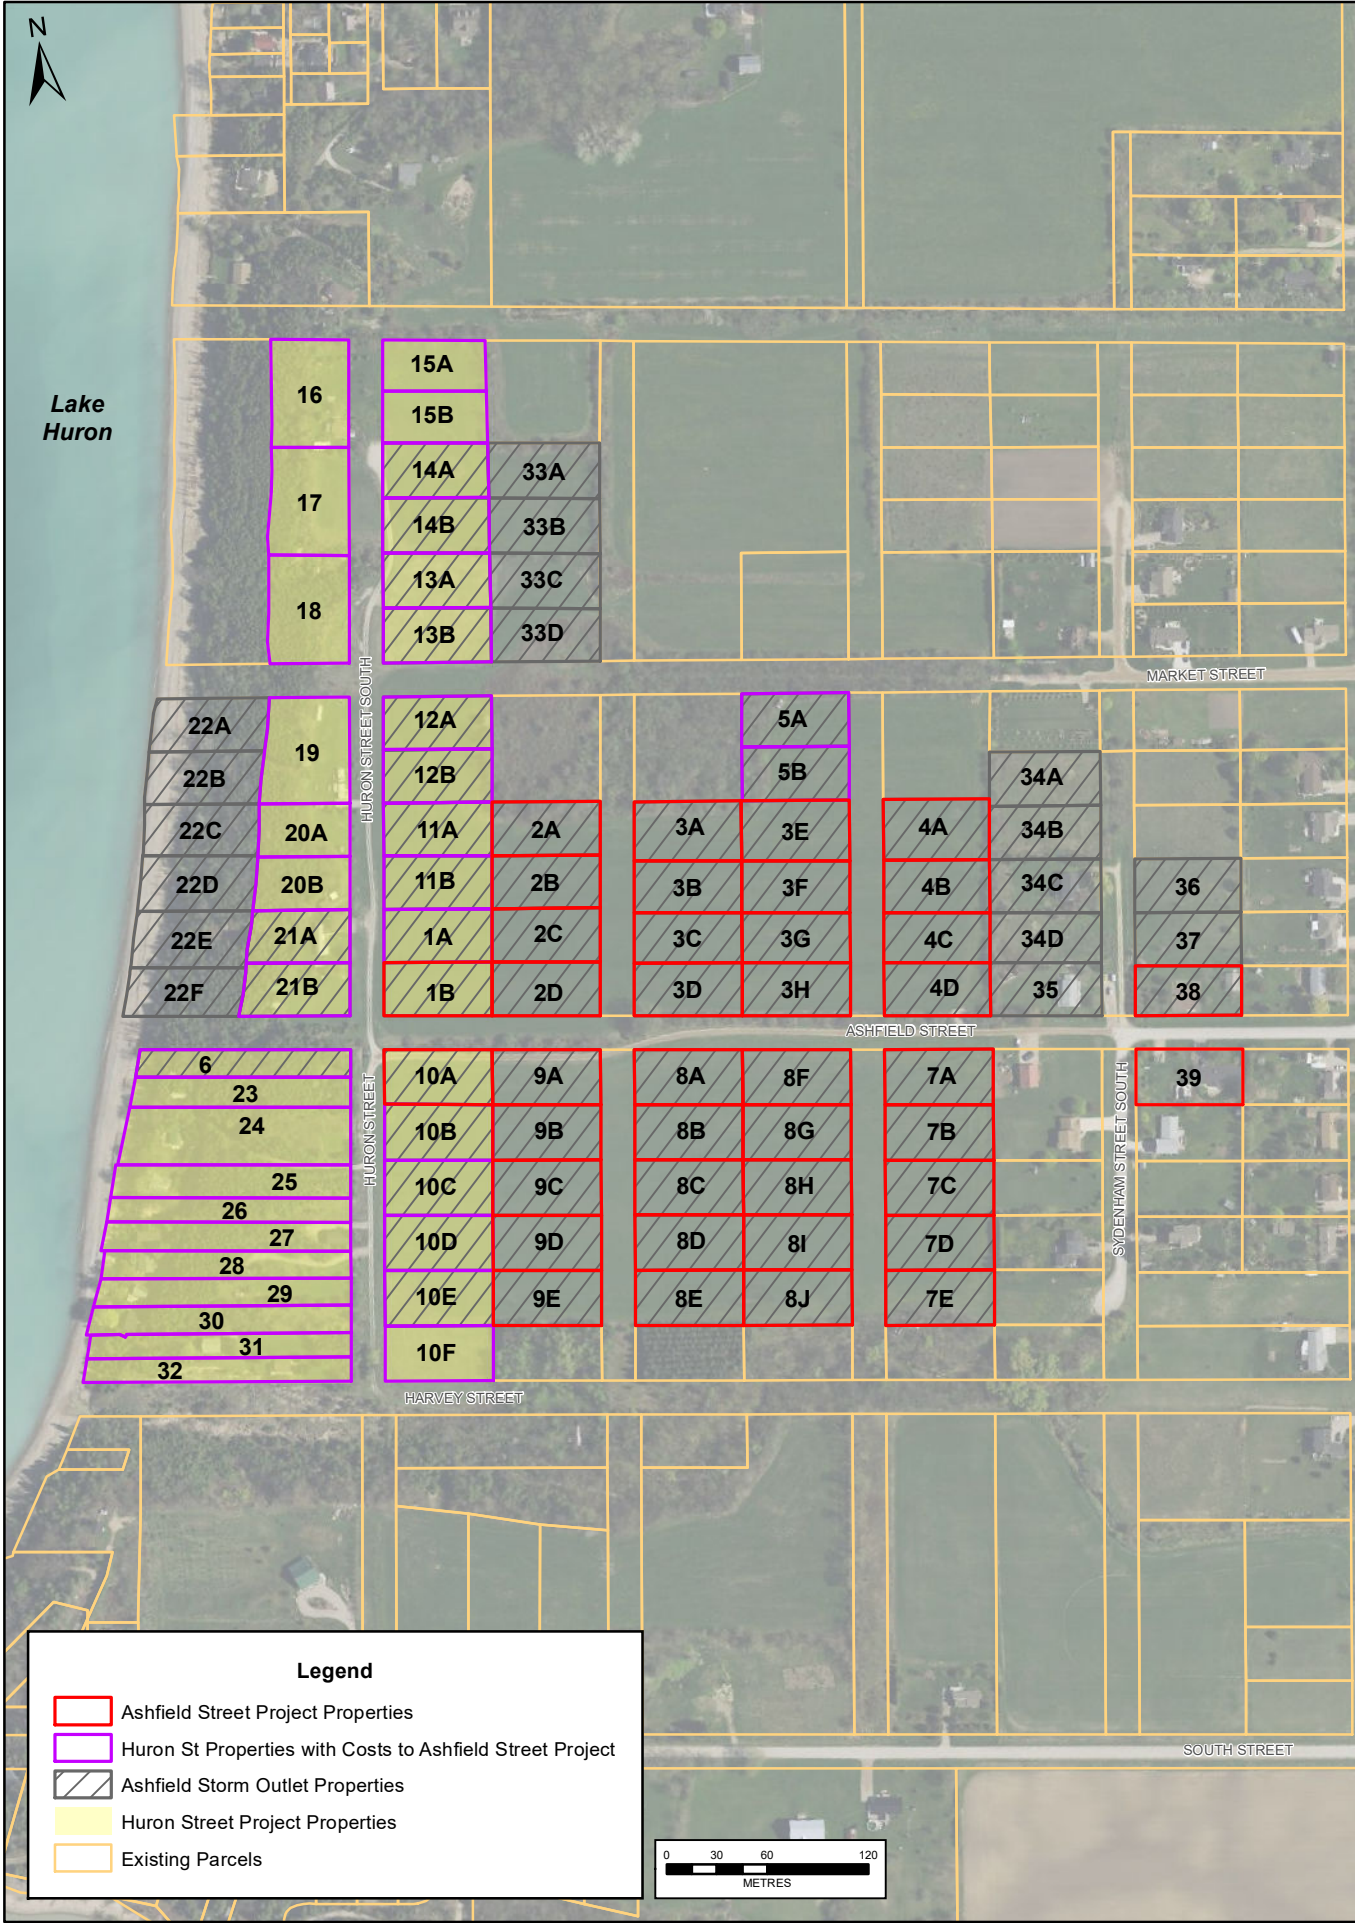 N
Lake
Huron
16
15A
15B
14A
33A
17
14B
33B
13A
33C
18
13B
33D
HURON STREET SOUTH
MARKET STREET
22A
19
12A
5A
22B
12B
5B
34A
22C
20A
11A
2A
3A
3E
4A
34B
22D
20B
11B
2B
3B
3F
4B
34C
36
22E
21A
1A
2C
3C
3G
4C
34D
37
22F
21B
1B
2D
3D
3H
4D
35
38
ASHFIELD STREET
6
10A
9A
8A
8F
7A
39
23
24
HURON STREET
10B
9B
8B
8G
7B
SYDENHAM STREET SOUTH
25
10C
9C
8C
8H
7C
26
27
10D
9D
8D
8I
7D
28
29
10E
9E
8E
8J
7E
30
31
10F
32
HARVEY STREET
SOUTH STREET
Legend
Ashfield Street Project Properties
Huron St Properties with Costs to Ashfield Street Project
Ashfield Storm Outlet Properties
Huron Street Project Properties
Existing Parcels
0 30 60 120
METRES